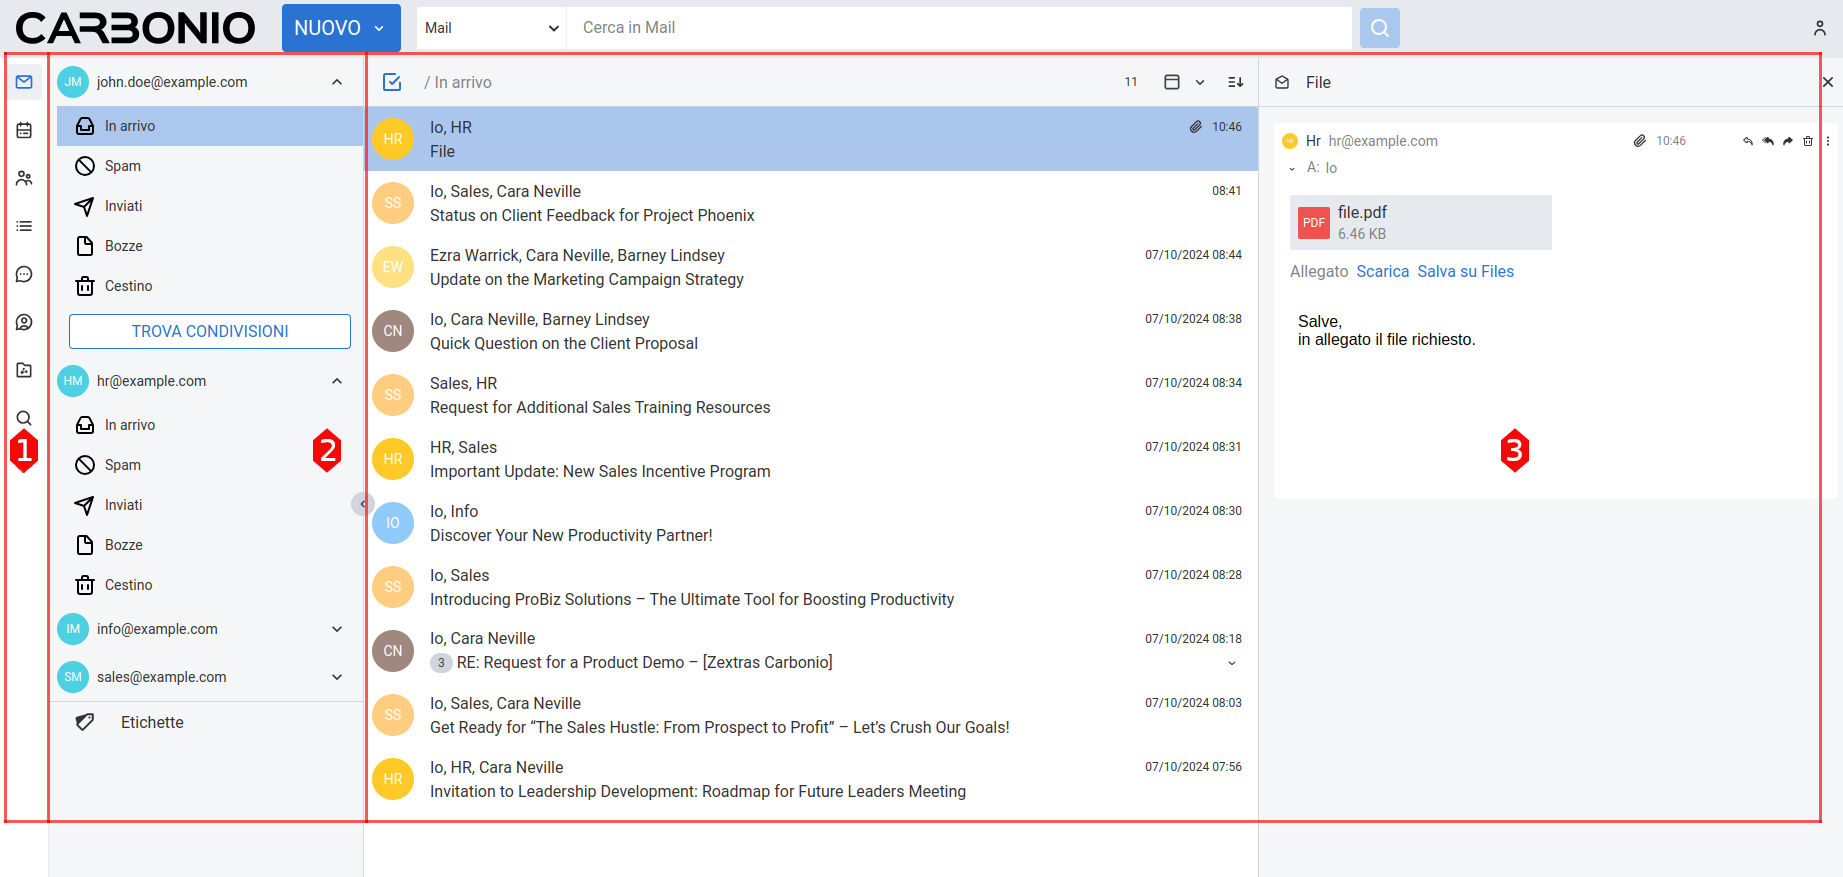 CARBONIO
NUOVO
Mail
Cerca in Mail
JM john.doe@example.com
In arrivo
Spam
Inviati
Bozze
Cestino
TROVA CONDIVISIONI
HM hr@example.com
In arrivo
Spam
Inviati
Bozze
Cestino
IM info@example.com
SM sales@example.com
Etichette
1
2
/ In arrivo
11
HR Io, HR 10:46
File
SS Io, Sales, Cara Neville 08:41
Status on Client Feedback for Project Phoenix
EW Ezra Warrick, Cara Neville, Barney Lindsey 07/10/2024 08:44
Update on the Marketing Campaign Strategy
CN Io, Cara Neville, Barney Lindsey 07/10/2024 08:38
Quick Question on the Client Proposal
SS Sales, HR 07/10/2024 08:34
Request for Additional Sales Training Resources
HR HR, Sales 07/10/2024 08:31
Important Update: New Sales Incentive Program
IO Io, Info 07/10/2024 08:30
Discover Your New Productivity Partner!
SS Io, Sales 07/10/2024 08:28
Introducing ProBiz Solutions – The Ultimate Tool for Boosting Productivity
CN Io, Cara Neville 07/10/2024 08:18
3 RE: Request for a Product Demo – [Zextras Carbonio]
SS Io, Sales, Cara Neville 07/10/2024 08:03
Get Ready for “The Sales Hustle: From Prospect to Profit” – Let’s Crush Our Goals!
HR Io, HR, Cara Neville 07/10/2024 07:56
Invitation to Leadership Development: Roadmap for Future Leaders Meeting
File
Hr hr@example.com 10:46
A: Io
PDF file.pdf
6.46 KB
Allegato Scarica Salva su Files
Salve,
in allegato il file richiesto.
3